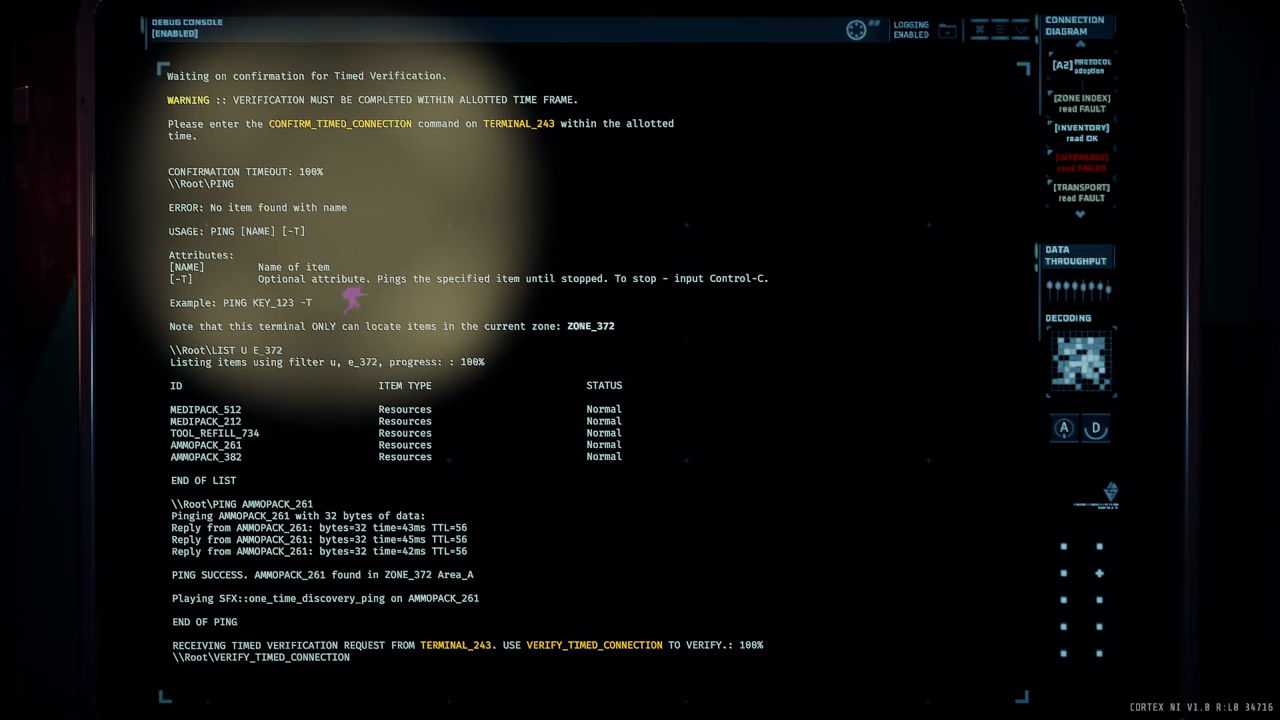 DEBUG CONSOLE
[ENABLED]
LOGGING
ENABLED
Waiting on confirmation for Timed Verification.
WARNING :: VERIFICATION MUST BE COMPLETED WITHIN ALLOTTED TIME FRAME.
Please enter the CONFIRM_TIMED_CONNECTION command on TERMINAL_243 within the allotted
time.
CONFIRMATION TIMEOUT: 100%
\\Root\PING
ERROR: No item found with name
USAGE: PING [NAME] [-T]
Attributes:
[NAME] Name of item
[-T] Optional attribute. Pings the specified item until stopped. To stop - input Control-C.
Example: PING KEY_123 -T
Note that this terminal ONLY can locate items in the current zone: ZONE_372
\\Root\LIST U E_372
Listing items using filter u, e_372, progress: : 100%
ID ITEM TYPE STATUS
MEDIPACK_512 Resources Normal
MEDIPACK_212 Resources Normal
TOOL_REFILL_734 Resources Normal
AMMOPACK_261 Resources Normal
AMMOPACK_382 Resources Normal
END OF LIST
\\Root\PING AMMOPACK_261
Pinging AMMOPACK_261 with 32 bytes of data:
Reply from AMMOPACK_261: bytes=32 time=43ms TTL=56
Reply from AMMOPACK_261: bytes=32 time=45ms TTL=56
Reply from AMMOPACK_261: bytes=32 time=42ms TTL=56
PING SUCCESS. AMMOPACK_261 found in ZONE_372 Area_A
Playing SFX::one_time_discovery_ping on AMMOPACK_261
END OF PING
RECEIVING TIMED VERIFICATION REQUEST FROM TERMINAL_243. USE VERIFY_TIMED_CONNECTION TO VERIFY.: 100%
\\Root\VERIFY_TIMED_CONNECTION
CONNECTION
DIAGRAM
[A2] PROTOCOL
adoption
[ZONE INDEX]
read FAULT
[INVENTORY]
read OK
read FAILED
[TRANSPORT]
read FAULT
DATA
THROUGHPUT
DECODING
A D
CORTEX NI V1.0 R:L0 34716